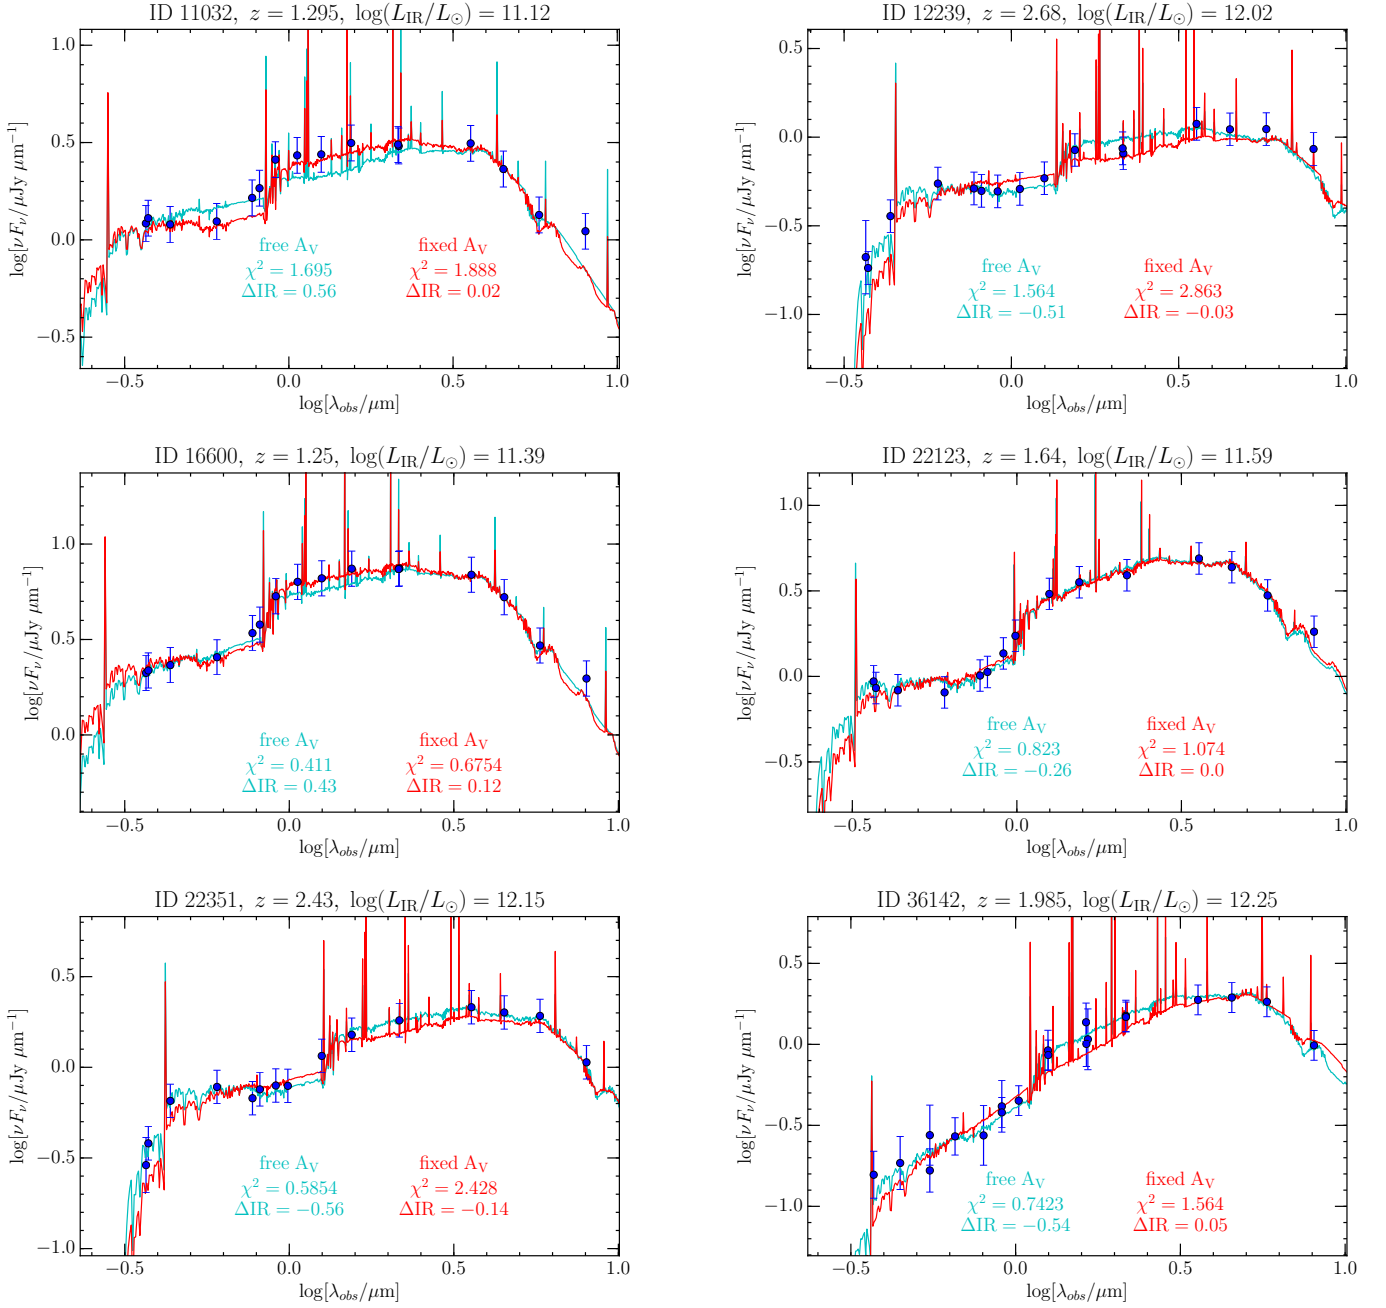 ID 11032, z = 1.295, log(L_IR/L_⊙) = 11.12
log[νF_ν/μJy μm⁻¹]
1.0
0.5
0.0
−0.5
free A_V
χ² = 1.695
ΔIR = 0.56
fixed A_V
χ² = 1.888
ΔIR = 0.02
−0.5 0.0 0.5 1.0
log[λ_obs/μm]
ID 12239, z = 2.68, log(L_IR/L_⊙) = 12.02
log[νF_ν/μJy μm⁻¹]
0.5
0.0
−0.5
−1.0
free A_V
χ² = 1.564
ΔIR = −0.51
fixed A_V
χ² = 2.863
ΔIR = −0.03
−0.5 0.0 0.5 1.0
log[λ_obs/μm]
ID 16600, z = 1.25, log(L_IR/L_⊙) = 11.39
log[νF_ν/μJy μm⁻¹]
1.0
0.5
0.0
free A_V
χ² = 0.411
ΔIR = 0.43
fixed A_V
χ² = 0.6754
ΔIR = 0.12
−0.5 0.0 0.5 1.0
log[λ_obs/μm]
ID 22123, z = 1.64, log(L_IR/L_⊙) = 11.59
log[νF_ν/μJy μm⁻¹]
1.0
0.5
0.0
−0.5
free A_V
χ² = 0.823
ΔIR = −0.26
fixed A_V
χ² = 1.074
ΔIR = 0.0
−0.5 0.0 0.5 1.0
log[λ_obs/μm]
ID 22351, z = 2.43, log(L_IR/L_⊙) = 12.15
log[νF_ν/μJy μm⁻¹]
0.5
0.0
−0.5
−1.0
free A_V
χ² = 0.5854
ΔIR = −0.56
fixed A_V
χ² = 2.428
ΔIR = −0.14
−0.5 0.0 0.5 1.0
log[λ_obs/μm]
ID 36142, z = 1.985, log(L_IR/L_⊙) = 12.25
log[νF_ν/μJy μm⁻¹]
0.5
0.0
−0.5
−1.0
free A_V
χ² = 0.7423
ΔIR = −0.54
fixed A_V
χ² = 1.564
ΔIR = 0.05
−0.5 0.0 0.5 1.0
log[λ_obs/μm]